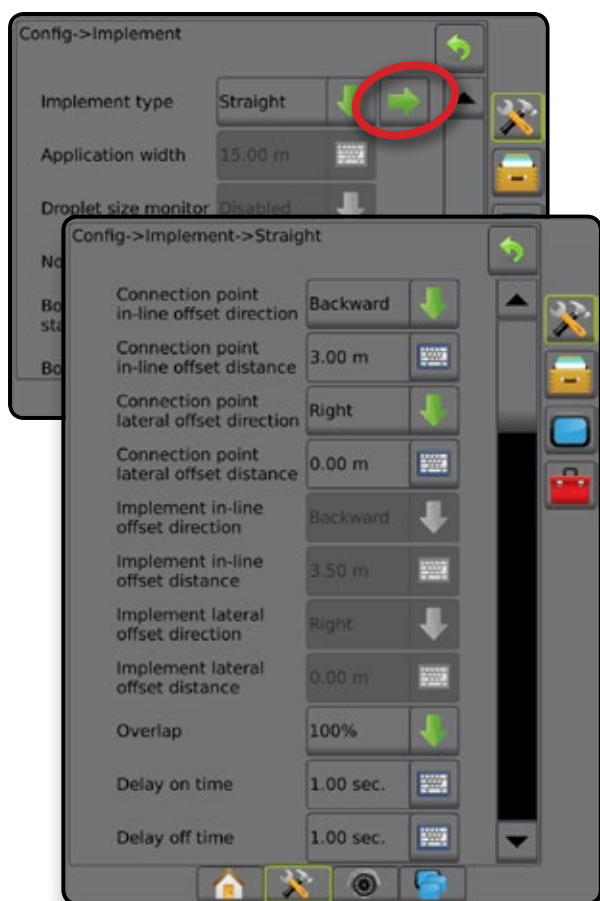 Config->Implement
Implement type Straight
Application width 15.00 m
Droplet size monitor Disabled
Config->Implement->Straight
Connection point
in-line offset direction Backward
Connection point
in-line offset distance 3.00 m
Connection point
lateral offset direction Right
Connection point
lateral offset distance 0.00 m
Implement in-line
offset direction Backward
Implement in-line
offset distance 3.50 m
Implement lateral
offset direction Right
Implement lateral
offset distance 0.00 m
Overlap 100%
Delay on time 1.00 sec.
Delay off time 1.00 sec.